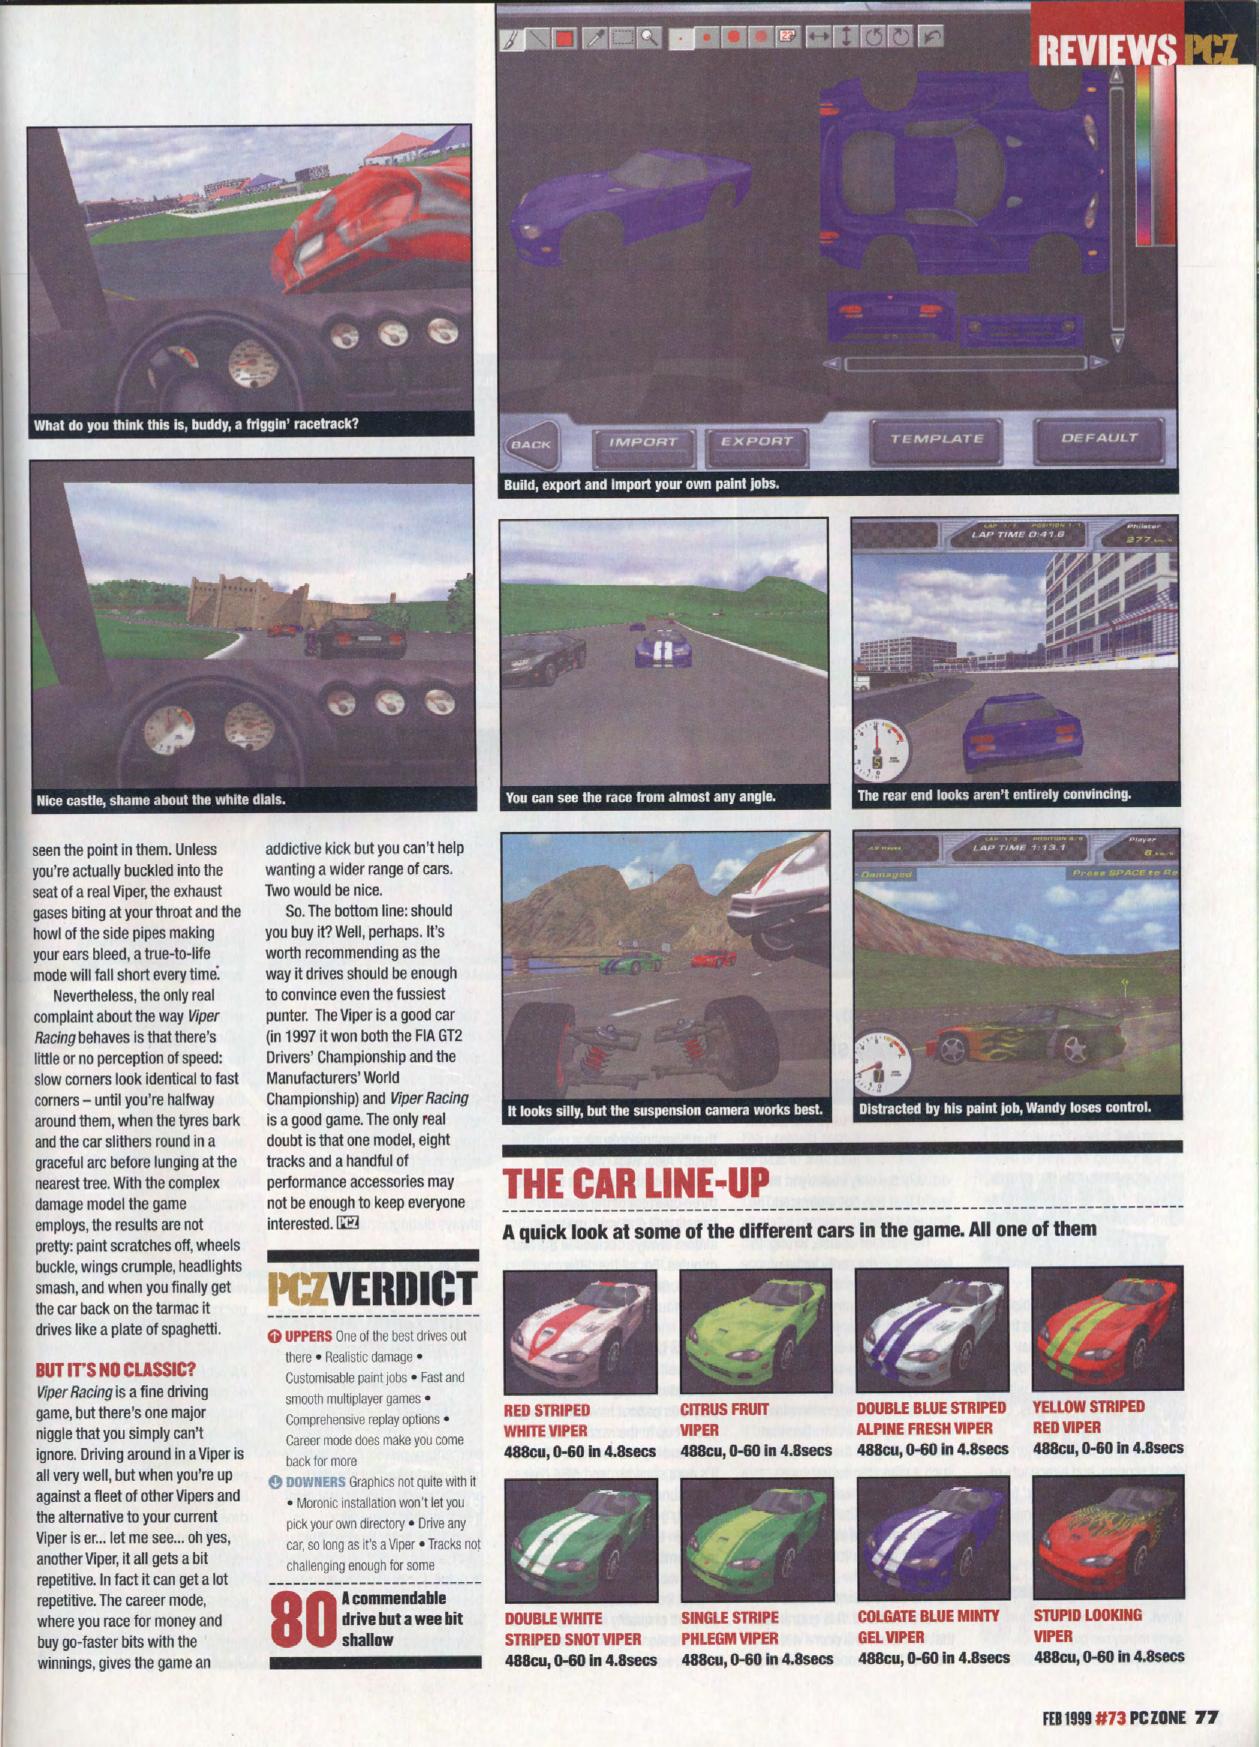 REVIEWS PCZ
What do you think this is, buddy, a friggin' racetrack?
BACK
IMPORT
EXPORT
TEMPLATE
DEFAULT
Build, export and import your own paint jobs.
Nice castle, shame about the white dials.
You can see the race from almost any angle.
LAP 1/1 POSITION 1/1
LAP TIME 0:41.6
Philster
277
5
The rear end looks aren't entirely convincing.
It looks silly, but the suspension camera works best.
POSITION
LAP TIME 1:13.1
Player
Damaged
Press SPACE to Re
Distracted by his paint job, Wandy loses control.
seen the point in them. Unless
you're actually buckled into the
seat of a real Viper, the exhaust
gases biting at your throat and the
howl of the side pipes making
your ears bleed, a true-to-life
mode will fall short every time.
Nevertheless, the only real
complaint about the way Viper
Racing behaves is that there's
little or no perception of speed:
slow corners look identical to fast
corners – until you're halfway
around them, when the tyres bark
and the car slithers round in a
graceful arc before lunging at the
nearest tree. With the complex
damage model the game
employs, the results are not
pretty: paint scratches off, wheels
buckle, wings crumple, headlights
smash, and when you finally get
the car back on the tarmac it
drives like a plate of spaghetti.
BUT IT'S NO CLASSIC?
Viper Racing is a fine driving
game, but there's one major
niggle that you simply can't
ignore. Driving around in a Viper is
all very well, but when you're up
against a fleet of other Vipers and
the alternative to your current
Viper is er... let me see... oh yes,
another Viper, it all gets a bit
repetitive. In fact it can get a lot
repetitive. The career mode,
where you race for money and
buy go-faster bits with the
winnings, gives the game an
addictive kick but you can't help
wanting a wider range of cars.
Two would be nice.
So. The bottom line: should
you buy it? Well, perhaps. It's
worth recommending as the
way it drives should be enough
to convince even the fussiest
punter. The Viper is a good car
(in 1997 it won both the FIA GT2
Drivers' Championship and the
Manufacturers' World
Championship) and Viper Racing
is a good game. The only real
doubt is that one model, eight
tracks and a handful of
performance accessories may
not be enough to keep everyone
interested. PCZ
PCZVERDICT
UPPERS One of the best drives out
there • Realistic damage •
Customisable paint jobs • Fast and
smooth multiplayer games •
Comprehensive replay options •
Career mode does make you come
back for more
DOWNERS Graphics not quite with it
• Moronic installation won't let you
pick your own directory • Drive any
car, so long as it's a Viper • Tracks not
challenging enough for some
80
A commendable
drive but a wee bit
shallow
THE CAR LINE-UP
A quick look at some of the different cars in the game. All one of them
RED STRIPED
WHITE VIPER
488cu, 0-60 in 4.8secs
CITRUS FRUIT
VIPER
488cu, 0-60 in 4.8secs
DOUBLE BLUE STRIPED
ALPINE FRESH VIPER
488cu, 0-60 in 4.8secs
YELLOW STRIPED
RED VIPER
488cu, 0-60 in 4.8secs
DOUBLE WHITE
STRIPED SNOT VIPER
488cu, 0-60 in 4.8secs
SINGLE STRIPE
PHLEGM VIPER
488cu, 0-60 in 4.8secs
COLGATE BLUE MINTY
GEL VIPER
488cu, 0-60 in 4.8secs
STUPID LOOKING
VIPER
488cu, 0-60 in 4.8secs
FEB 1999 #73 PC ZONE 77